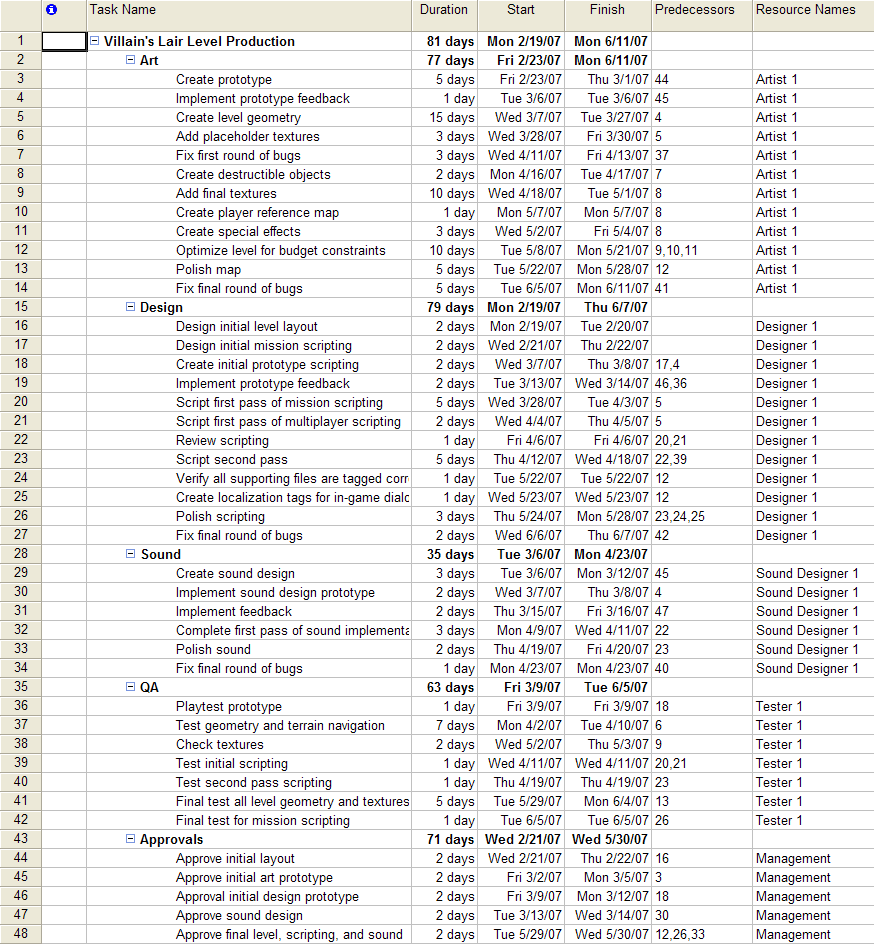 Task Name Duration Start Finish Predecessors Resource Names
1 Villain's Lair Level Production 81 days Mon 2/19/07 Mon 6/11/07
2 Art 77 days Fri 2/23/07 Mon 6/11/07
3 Create prototype 5 days Fri 2/23/07 Thu 3/1/07 44 Artist 1
4 Implement prototype feedback 1 day Tue 3/6/07 Tue 3/6/07 45 Artist 1
5 Create level geometry 15 days Wed 3/7/07 Tue 3/27/07 4 Artist 1
6 Add placeholder textures 3 days Wed 3/28/07 Fri 3/30/07 5 Artist 1
7 Fix first round of bugs 3 days Wed 4/11/07 Fri 4/13/07 37 Artist 1
8 Create destructible objects 2 days Mon 4/16/07 Tue 4/17/07 7 Artist 1
9 Add final textures 10 days Wed 4/18/07 Tue 5/1/07 8 Artist 1
10 Create player reference map 1 day Mon 5/7/07 Mon 5/7/07 8 Artist 1
11 Create special effects 3 days Wed 5/2/07 Fri 5/4/07 8 Artist 1
12 Optimize level for budget constraints 10 days Tue 5/8/07 Mon 5/21/07 9,10,11 Artist 1
13 Polish map 5 days Tue 5/22/07 Mon 5/28/07 12 Artist 1
14 Fix final round of bugs 5 days Tue 6/5/07 Mon 6/11/07 41 Artist 1
15 Design 79 days Mon 2/19/07 Thu 6/7/07
16 Design initial level layout 2 days Mon 2/19/07 Tue 2/20/07 Designer 1
17 Design initial mission scripting 2 days Wed 2/21/07 Thu 2/22/07 Designer 1
18 Create initial prototype scripting 2 days Wed 3/7/07 Thu 3/8/07 17,4 Designer 1
19 Implement prototype feedback 2 days Tue 3/13/07 Wed 3/14/07 46,36 Designer 1
20 Script first pass of mission scripting 5 days Wed 3/28/07 Tue 4/3/07 5 Designer 1
21 Script first pass of multiplayer scripting 2 days Wed 4/4/07 Thu 4/5/07 5 Designer 1
22 Review scripting 1 day Fri 4/6/07 Fri 4/6/07 20,21 Designer 1
23 Script second pass 5 days Thu 4/12/07 Wed 4/18/07 22,39 Designer 1
24 Verify all supporting files are tagged corr 1 day Tue 5/22/07 Tue 5/22/07 12 Designer 1
25 Create localization tags for in-game dialo 1 day Wed 5/23/07 Wed 5/23/07 12 Designer 1
26 Polish scripting 3 days Thu 5/24/07 Mon 5/28/07 23,24,25 Designer 1
27 Fix final round of bugs 2 days Wed 6/6/07 Thu 6/7/07 42 Designer 1
28 Sound 35 days Tue 3/6/07 Mon 4/23/07
29 Create sound design 3 days Tue 3/6/07 Mon 3/12/07 45 Sound Designer 1
30 Implement sound design prototype 2 days Wed 3/7/07 Thu 3/8/07 4 Sound Designer 1
31 Implement feedback 2 days Thu 3/15/07 Fri 3/16/07 47 Sound Designer 1
32 Complete first pass of sound implementa 3 days Mon 4/9/07 Wed 4/11/07 22 Sound Designer 1
33 Polish sound 2 days Thu 4/19/07 Fri 4/20/07 23 Sound Designer 1
34 Fix final round of bugs 1 day Mon 4/23/07 Mon 4/23/07 40 Sound Designer 1
35 QA 63 days Fri 3/9/07 Tue 6/5/07
36 Playtest prototype 1 day Fri 3/9/07 Fri 3/9/07 18 Tester 1
37 Test geometry and terrain navigation 7 days Mon 4/2/07 Tue 4/10/07 6 Tester 1
38 Check textures 2 days Wed 5/2/07 Thu 5/3/07 9 Tester 1
39 Test initial scripting 1 day Wed 4/11/07 Wed 4/11/07 20,21 Tester 1
40 Test second pass scripting 1 day Thu 4/19/07 Thu 4/19/07 23 Tester 1
41 Final test all level geometry and textures 5 days Tue 5/29/07 Mon 6/4/07 13 Tester 1
42 Final test for mission scripting 1 day Tue 6/5/07 Tue 6/5/07 26 Tester 1
43 Approvals 71 days Wed 2/21/07 Wed 5/30/07
44 Approve initial layout 2 days Wed 2/21/07 Thu 2/22/07 16 Management
45 Approve initial art prototype 2 days Fri 3/2/07 Mon 3/5/07 3 Management
46 Approval initial design prototype 2 days Fri 3/9/07 Mon 3/12/07 18 Management
47 Approve sound design 2 days Tue 3/13/07 Wed 3/14/07 30 Management
48 Approve final level, scripting, and sound 2 days Tue 5/29/07 Wed 5/30/07 12,26,33 Management